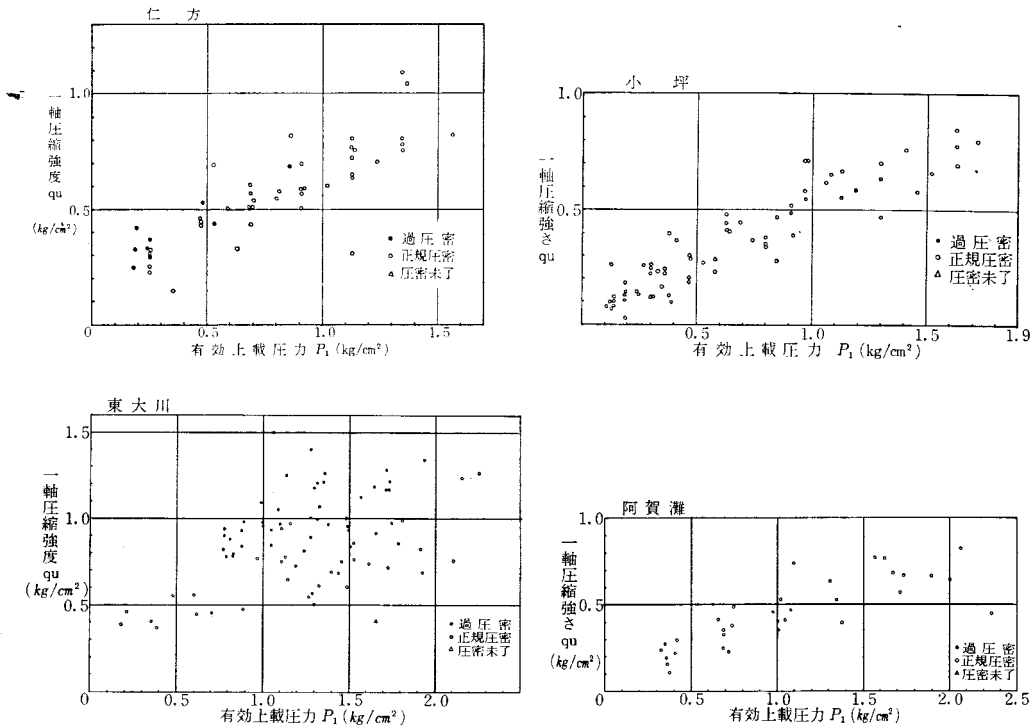 仁方
1.0
0.5
一軸圧縮強度
qu
(kg/cm²)
過圧密
正規圧密
圧密未了
0
0.5
1.0
1.5
有効上載圧力 P₁ (kg/cm²)
小坪
1.0
0.5
一軸圧縮強さ
qu
過圧密
正規圧密
圧密未了
0
0.5
1.0
1.5
1.9
有効上載圧力 P₁ (kg/cm²)
東大川
1.5
1.0
0.5
一軸圧縮強度
qu
(kg/cm²)
過圧密
正規圧密
圧密未了
0
0.5
1.0
1.5
2.0
有効上載圧力 P₁ (kg/cm²)
阿賀灘
1.0
0.5
一軸圧縮強さ
qu
(kg/cm²)
過圧密
正規圧密
圧密未了
0
0.5
1.0
1.5
2.0
2.5
有効上載圧力 P₁ (kg/cm²)